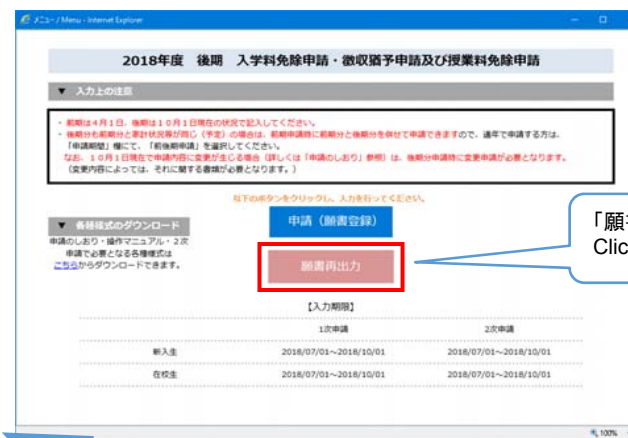 メニュー / Menu - Internet Explorer
2018年度 後期 入学料免除申請・徴収猶予申請及び授業料免除申請
▼ 入力上の注意
・前期は４月１日、後期は１０月１日現在の状況で記入してください。
・後期分も前期分と家計状況等が同じ（予定）の場合は、前期申請時に前期分と後期分を併せて申請できますので、通年で申請する方は、
「申請期間」欄にて、「前後期申請」を選択してください。
なお、１０月１日現在で申請内容に変更が生じる場合（詳しくは「申請のしおり」参照）は、後期分申請時に変更申請が必要となります。
（変更内容によっては、それに関する書類が必要となります。）
以下のボタンをクリックし、入力を行ってください。
▼ 各種様式のダウンロード
申請のしおり・操作マニュアル・２次
申請で必要となる各種様式は
こちらからダウンロードできます。
申請（願書登録）
願書再出力
「願
Clic
【入力期限】
1次申請 2次申請
新入生 2018/07/01～2018/10/01 2018/07/01～2018/10/01
在校生 2018/07/01～2018/10/01 2018/07/01～2018/10/01
100%